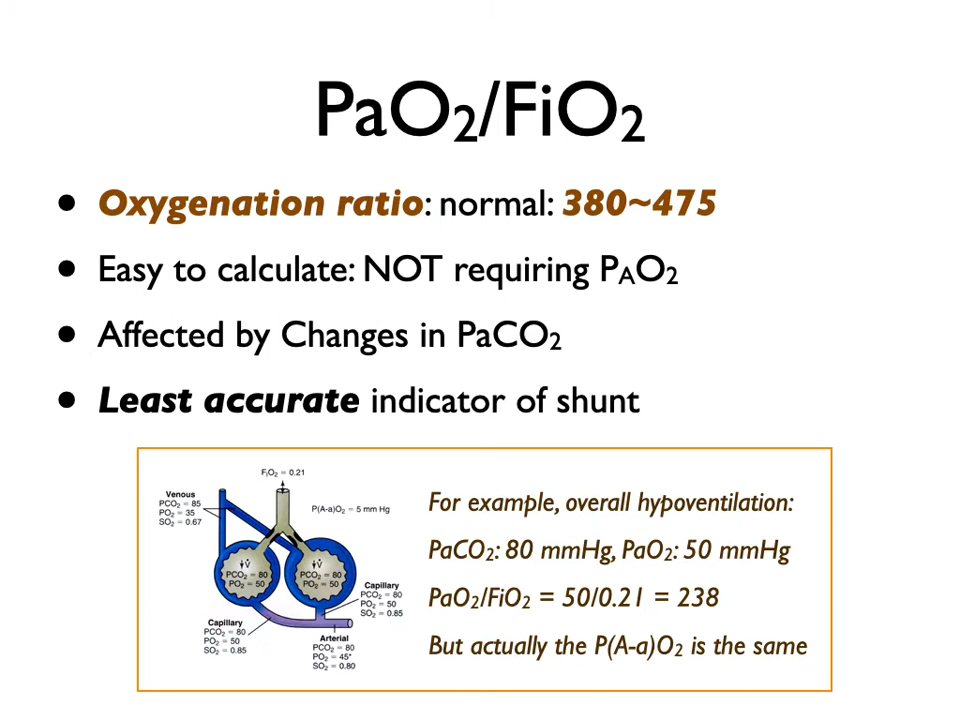 PaO₂/FiO₂
• Oxygenation ratio: normal: 380~475
• Easy to calculate: NOT requiring PAO₂
• Affected by Changes in PaCO₂
• Least accurate indicator of shunt
FIO₂ = 0.21
Venous
PCO₂ = 85
PO₂ = 35
SO₂ = 0.67
P(A-a)O₂ = 5 mm Hg
V̇
PCO₂ = 80
PO₂ = 50
V̇
PCO₂ = 80
PO₂ = 50
Capillary
PCO₂ = 80
PO₂ = 50
SO₂ = 0.85
Capillary
PCO₂ = 80
PO₂ = 50
SO₂ = 0.85
Arterial
PCO₂ = 80
PO₂ = 45*
SO₂ = 0.80
For example, overall hypoventilation:
PaCO₂: 80 mmHg, PaO₂: 50 mmHg
PaO₂/FiO₂ = 50/0.21 = 238
But actually the P(A-a)O₂ is the same